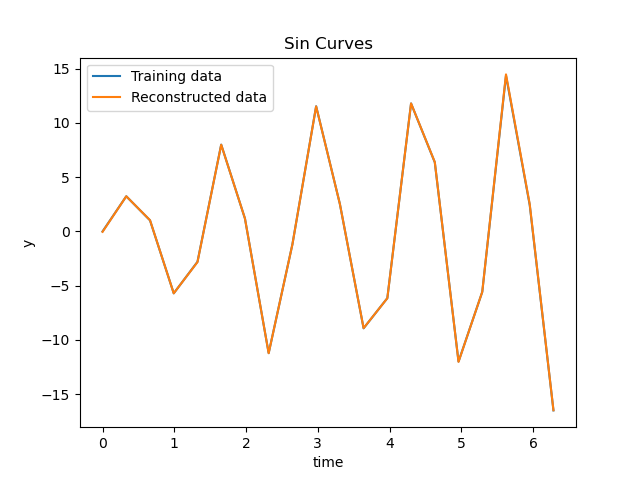 Sin Curves
Training data
Reconstructed data
15
10
5
0
−5
−10
−15
y
0 1 2 3 4 5 6
time